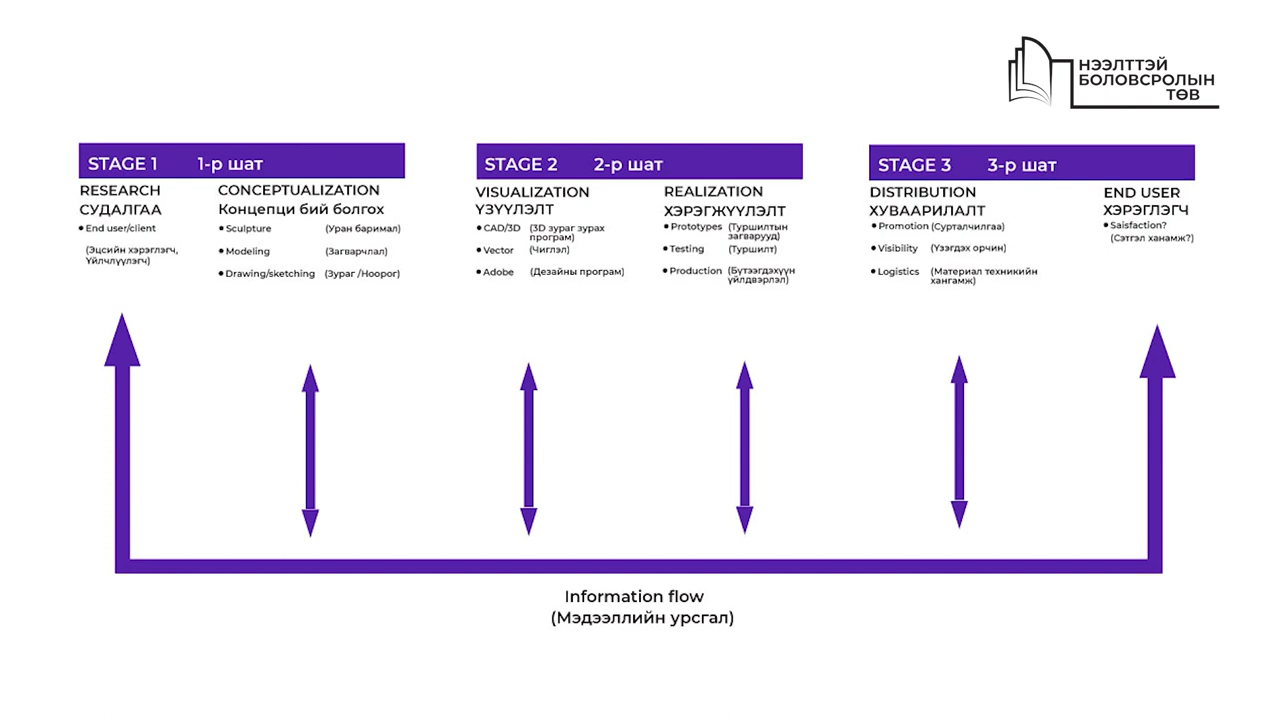 НЭЭЛТТЭЙ
БОЛОВСРОЛЫН
ТӨВ
STAGE 1 1-р шат
RESEARCH
СУДАЛГАА
• End user/client
(Эцсийн хэрэглэгч,
Үйлчлүүлэгч)
CONCEPTUALIZATION
Концепци бий болгох
• Sculpture (Уран баримал)
• Modeling (Загварчлал)
• Drawing/sketching (Зураг /Ноорог)
STAGE 2 2-р шат
VISUALIZATION
ҮЗҮҮЛЭЛТ
• CAD/3D (3D зураг зурах
програм)
• Vector (Чиглэл)
• Adobe (Дезайны програм)
REALIZATION
ХЭРЭГЖҮҮЛЭЛТ
• Prototypes (Туршилтын
загварууд)
• Testing (Туршилт)
• Production (Бүтээгдэхүүн
үйлдвэрлэл)
STAGE 3 3-р шат
DISTRIBUTION
ХУВААРИЛАЛТ
• Promotion (Сурталчилгаа)
• Visibility (Үзэгдэх орчин)
• Logistics (Материал техникийн
хангамж)
END USER
ХЭРЭГЛЭГЧ
• Saisfaction?
(Сэтгэл ханамж?)
Information flow
(Мэдээллийн урсгал)